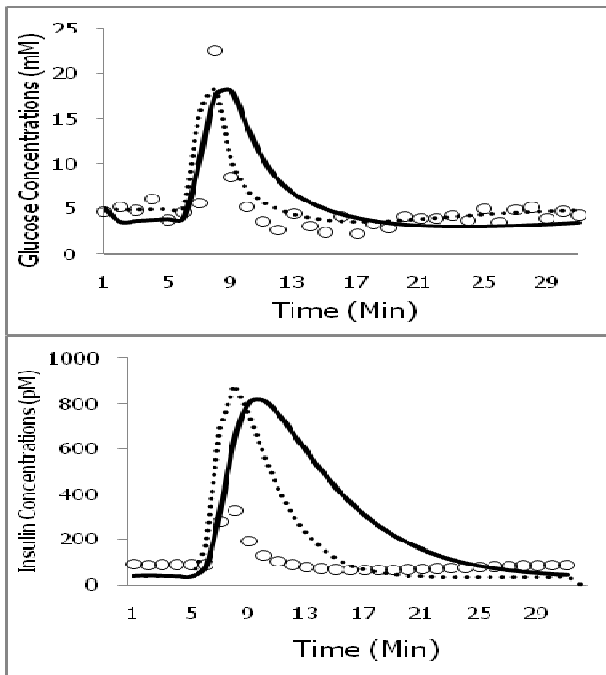 Glucose Concentrations (mM)
25
20
15
10
5
0
1 5 9 13 17 21 25 29
Time (Min)
Insulin Concentrations (pM)
1000
800
600
400
200
0
1 5 9 13 17 21 25 29
Time (Min)